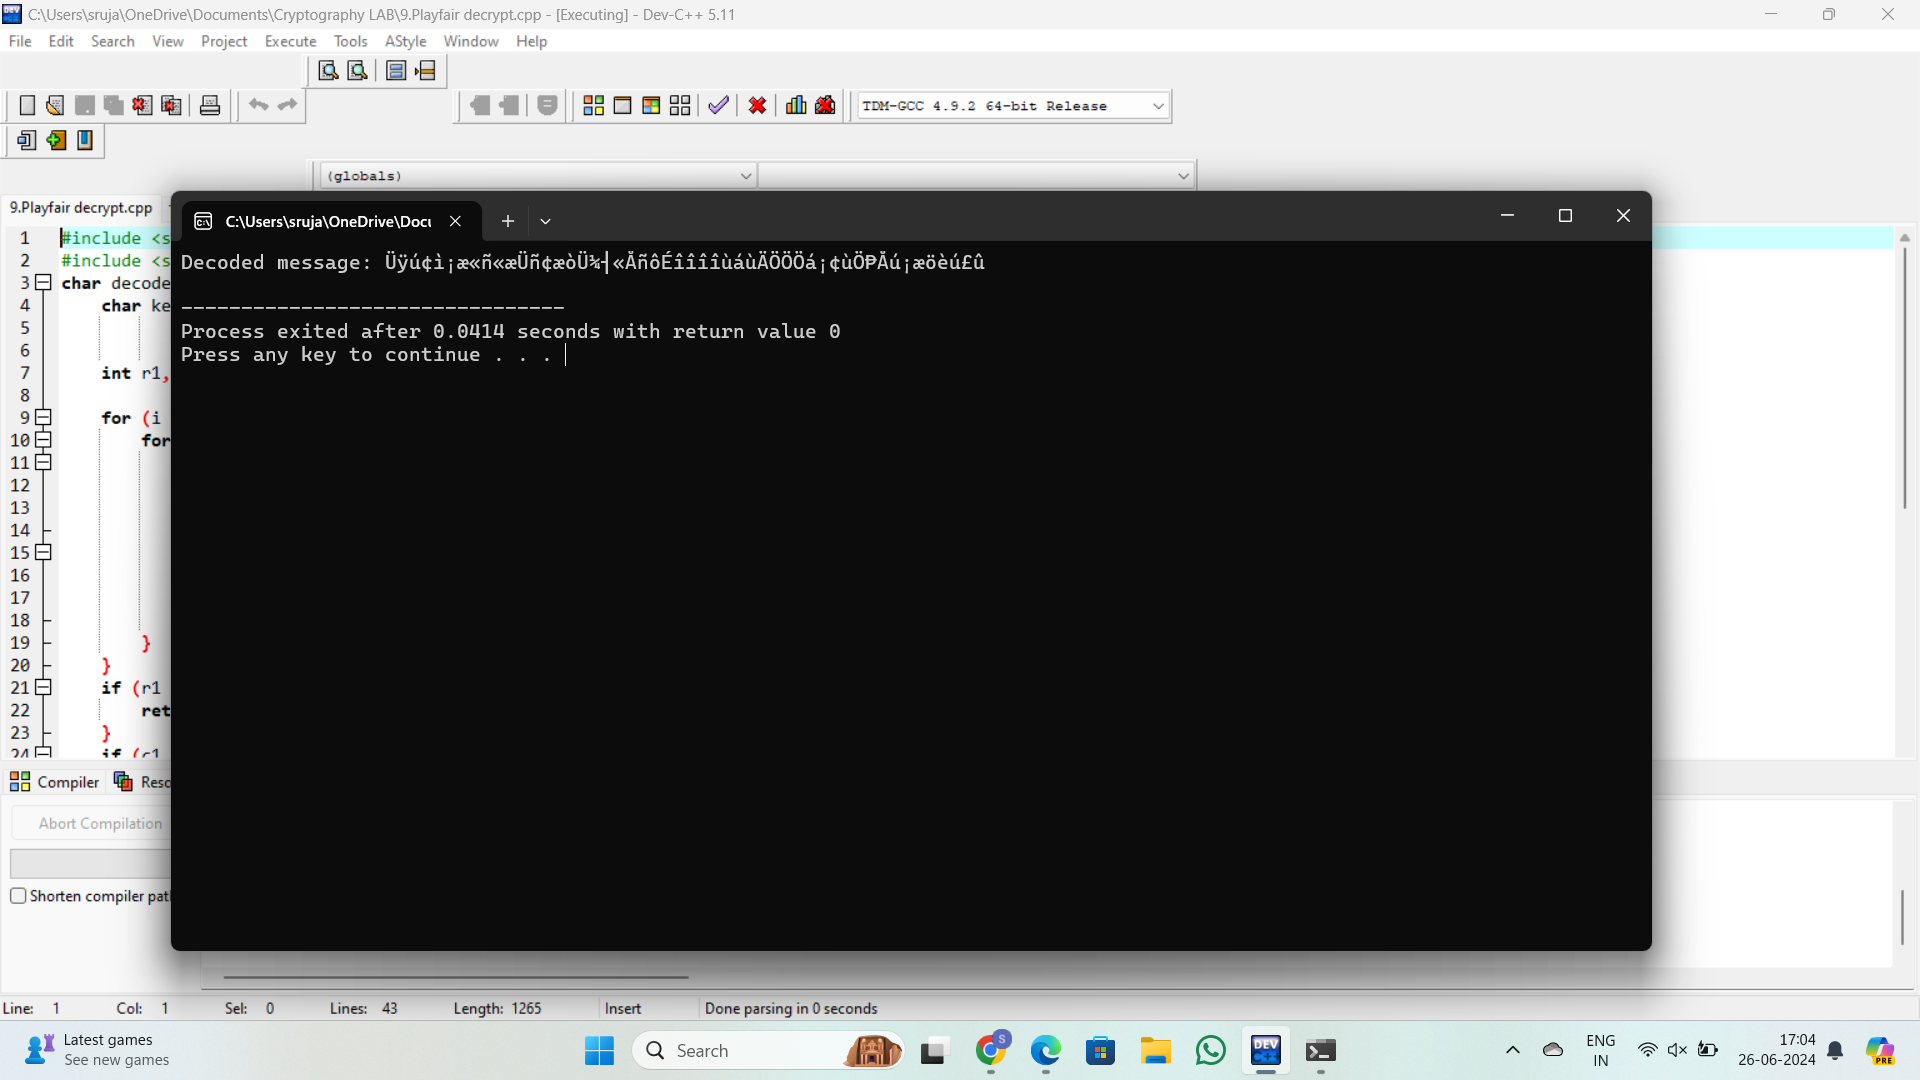 C:\Users\sruja\OneDrive\Documents\Cryptography LAB\9.Playfair decrypt.cpp - [Executing] - Dev-C++ 5.11
File Edit Search View Project Execute Tools AStyle Window Help
TDM-GCC 4.9.2 64-bit Release
(globals)
9.Playfair decrypt.cpp
C:\Users\sruja\OneDrive\Docu
Decoded message: Üÿú¢ì¡æ«ñ«æÜñ¢æòÜ¾┤«ÅñôÉîîîîùáùÄÖÖÖá¡¢ùÖ₧Åú¡æöèú£û
--------------------------------
Process exited after 0.0414 seconds with return value 0
Press any key to continue . . .
1 #include <s
2 #include <s
3 char decode
4 char ke
5
6
7 int r1,
8
9 for (i
10 for
11
12
13
14
15
16
17
18
19 }
20 }
21 if (r1
22 ret
23 }
24 if (c1
Compiler Reso
Abort Compilation
Shorten compiler pat
Line: 1 Col: 1 Sel: 0 Lines: 43 Length: 1265 Insert Done parsing in 0 seconds
Latest games
See new games
Search
DEV
C++
S
ENG
IN
17:04
26-06-2024
PRE